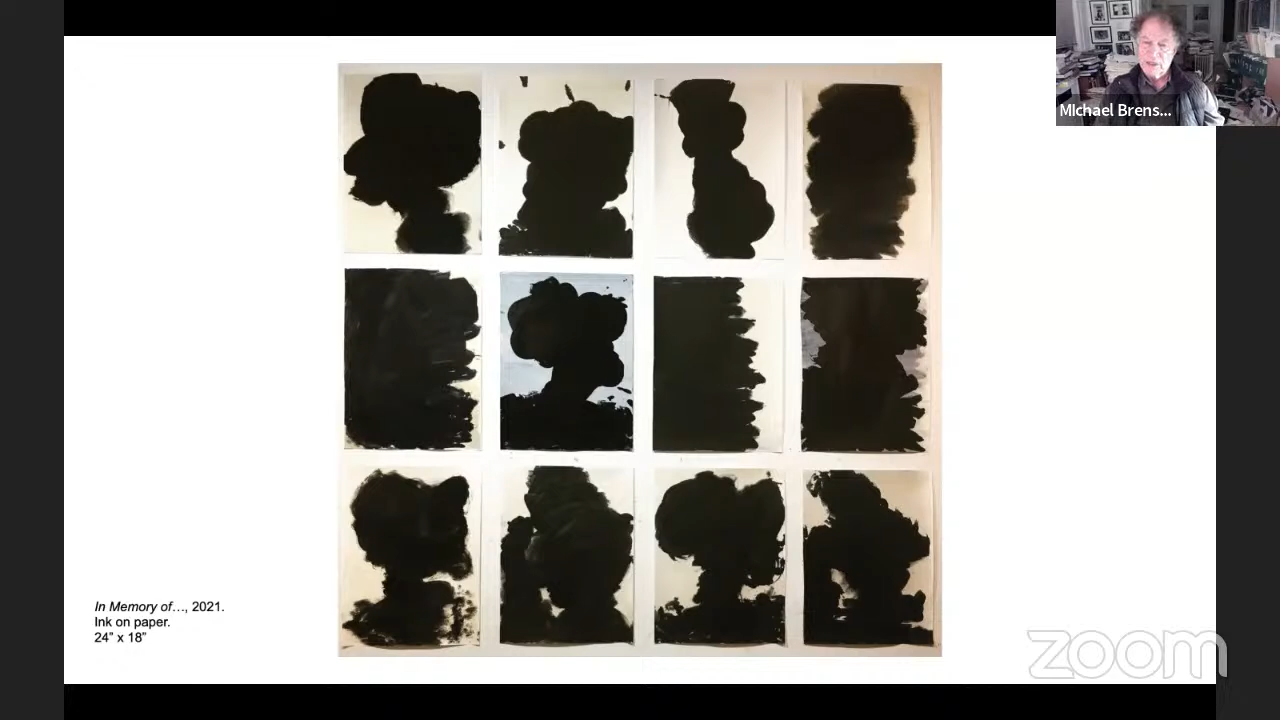 MIchael Brens...
In Memory of..., 2021.
Ink on paper.
24” x 18”
zoom